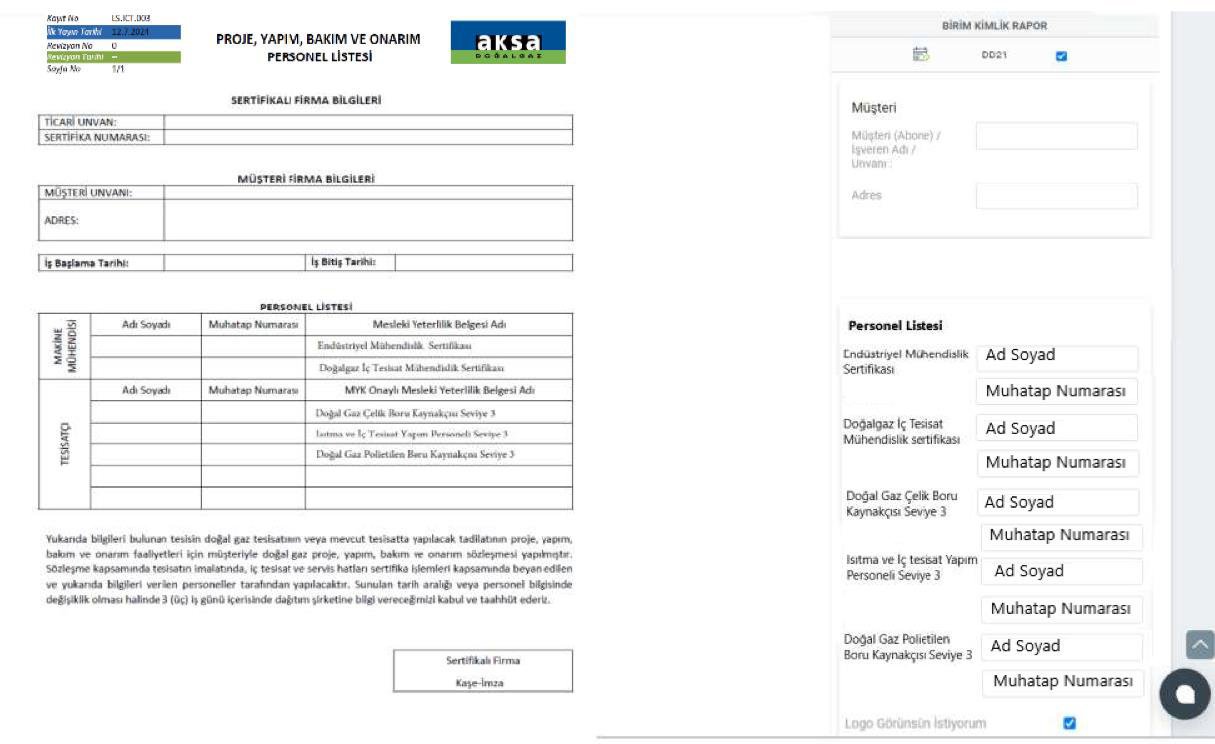 Kayıt No LS.ICT.003
İlk Yayın Tarihi 12.7.2021
Revizyon No 0
Revizyon Tarihi --
Sayfa No 1/1
PROJE, YAPIM, BAKIM VE ONARIM
PERSONEL LİSTESİ
aksa
DOĞALGAZ
SERTİFİKALI FİRMA BİLGİLERİ
TİCARİ UNVAN:
SERTİFİKA NUMARASI:
MÜŞTERİ FİRMA BİLGİLERİ
MÜŞTERİ UNVANI:
ADRES:
İş Başlama Tarihi: İş Bitiş Tarihi:
PERSONEL LİSTESİ
MAKİNE
MÜHENDİSİ
Adı Soyadı Muhatap Numarası Mesleki Yeterlilik Belgesi Adı
Endüstriyel Mühendislik. Sertifikası
Doğalgaz İç Tesisat Mühendislik Sertifikası
TESİSATÇI
Adı Soyadı Muhatap Numarası MYK Onaylı Mesleki Yeterlilik Belgesi Adı
Doğal Gaz Çelik Boru Kaynakçısı Seviye 3
Isıtma ve İç Tesisat Yapım Personeli Seviye 3
Doğal Gaz Polietilen Boru Kaynakçısı Seviye 3
Yukarıda bilgileri bulunan tesisin doğal gaz tesisatının veya mevcut tesisatta yapılacak tadilatının proje, yapım,
bakım ve onarım faaliyetleri için müşteriyle doğal gaz proje, yapım, bakım ve onarım sözleşmesi yapılmıştır.
Sözleşme kapsamında tesisatın imalatında, iç tesisat ve servis hatları sertifika işlemleri kapsamında beyan edilen
ve yukarıda bilgileri verilen personeller tarafından yapılacaktır. Sunulan tarih aralığı veya personel bilgisinde
değişiklik olması halinde 3 (üç) iş günü içerisinde dağıtım şirketine bilgi vereceğimizi kabul ve taahhüt ederiz.
Sertifikalı Firma
Kaşe-İmza
BİRİM KİMLİK RAPOR
DD21
Müşteri
Müşteri (Abone) /
İşveren Adı /
Unvanı :
Adres
Personel Listesi
Endüstriyel Mühendislik
Sertifikası
Ad Soyad
Muhatap Numarası
Doğalgaz İç Tesisat
Mühendislik sertifikası
Ad Soyad
Muhatap Numarası
Doğal Gaz Çelik Boru
Kaynakçısı Seviye 3
Ad Soyad
Muhatap Numarası
Isıtma ve İç tesisat Yapım
Personeli Seviye 3
Ad Soyad
Muhatap Numarası
Doğal Gaz Polietilen
Boru Kaynakçısı Seviye 3
Ad Soyad
Muhatap Numarası
Logo Görünsün İstiyorum